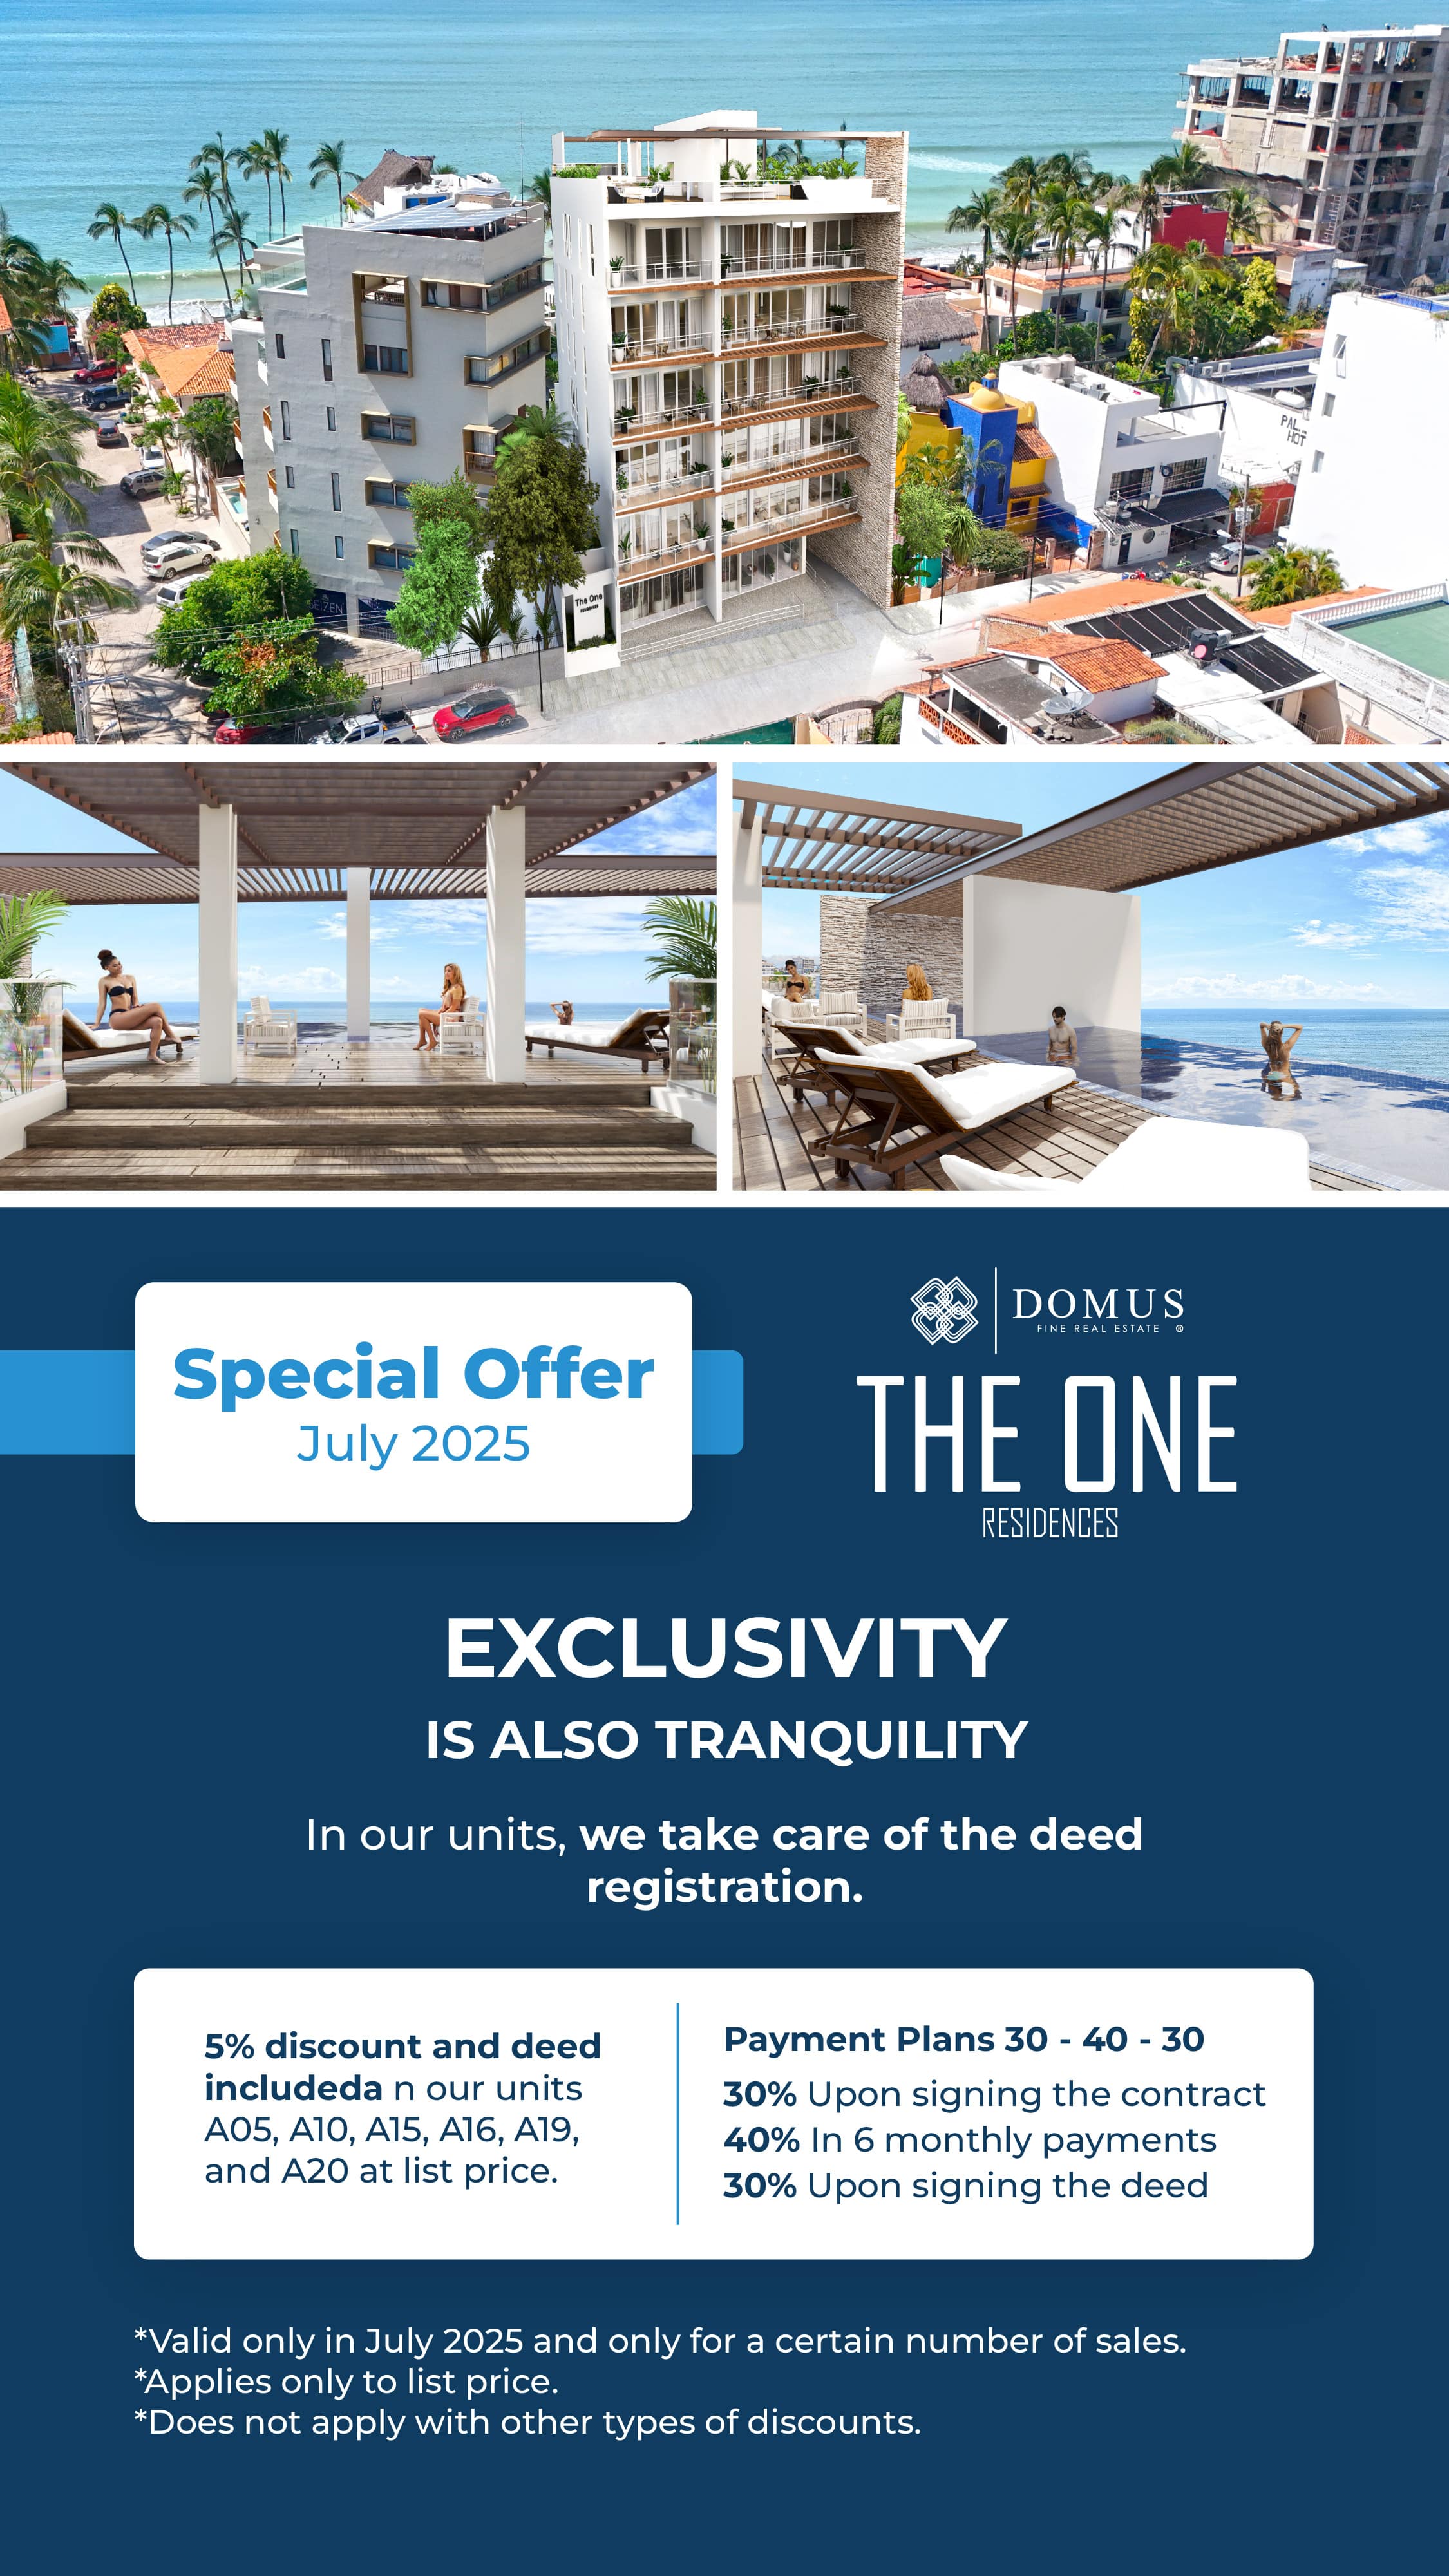 PAL
HOT
SEIZEN
The One
RESIDENCES
Special Offer
July 2025
DOMUS
FINE REAL ESTATE ®
THE ONE
RESIDENCES
EXCLUSIVITY
IS ALSO TRANQUILITY
In our units, we take care of the deed
registration.
5% discount and deed
includeda n our units
A05, A10, A15, A16, A19,
and A20 at list price.
Payment Plans 30 - 40 - 30
30% Upon signing the contract
40% In 6 monthly payments
30% Upon signing the deed
*Valid only in July 2025 and only for a certain number of sales.
*Applies only to list price.
*Does not apply with other types of discounts.